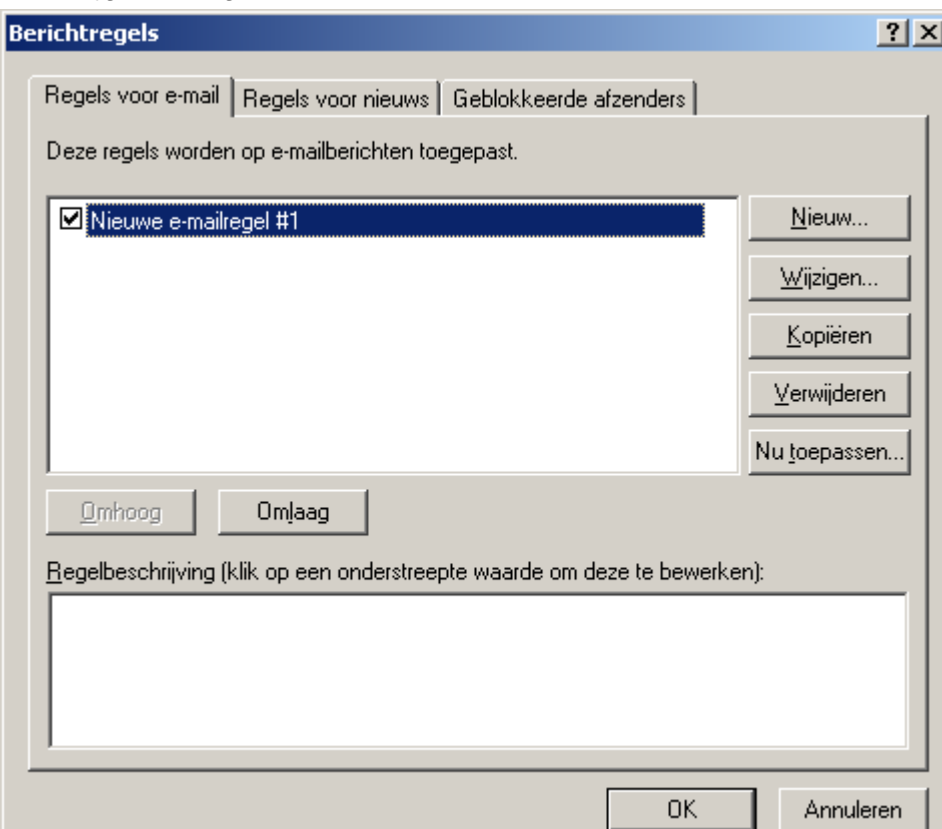 Berichtregels
Regels voor e-mail Regels voor nieuws Geblokkeerde afzenders
Deze regels worden op e-mailberichten toegepast.
Nieuwe e-mailregel #1
Nieuw...
Wijzigen...
Kopiëren
Verwijderen
Nu toepassen...
Omhoog Omlaag
Regelbeschrijving (klik op een onderstreepte waarde om deze te bewerken):
OK Annuleren